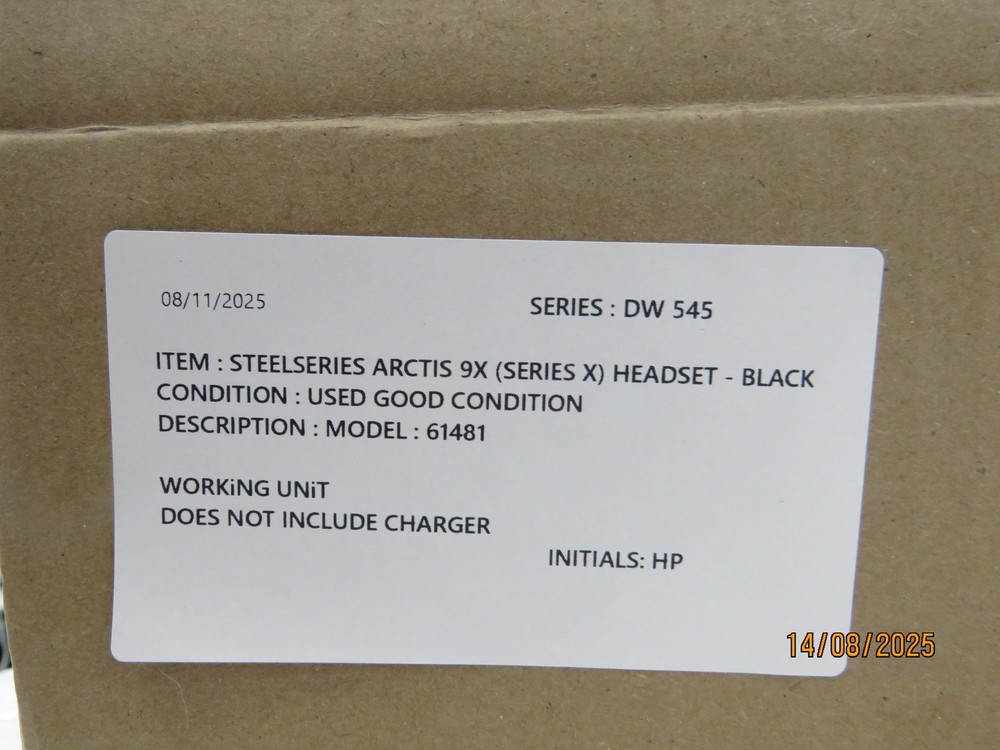 08/11/2025
SERIES : DW 545
ITEM : STEELSERIES ARCTIS 9X (SERIES X) HEADSET - BLACK
CONDITION : USED GOOD CONDITION
DESCRIPTION : MODEL : 61481
WORKiNG UNiT
DOES NOT INCLUDE CHARGER
INITIALS: HP
14/08/2025